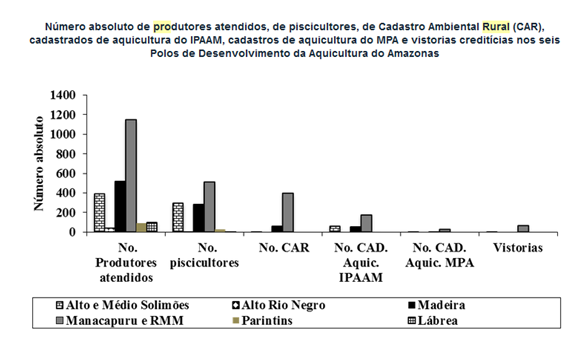 Número absoluto de produtores atendidos, de piscicultores, de Cadastro Ambiental Rural (CAR),
cadastrados de aquicultura do IPAAM, cadastros de aquicultura do MPA e vistorias creditícias nos seis
Polos de Desenvolvimento da Aquicultura do Amazonas
1400
1200
1000
800
600
400
200
0
Número absoluto
No. Produtores atendidos
No. piscicultores
No. CAR
No. CAD. Aquic. IPAAM
No. CAD. Aquic. MPA
Vistorias
Alto e Médio Solimões
Alto Rio Negro
Madeira
Manacapuru e RMM
Parintins
Lábrea